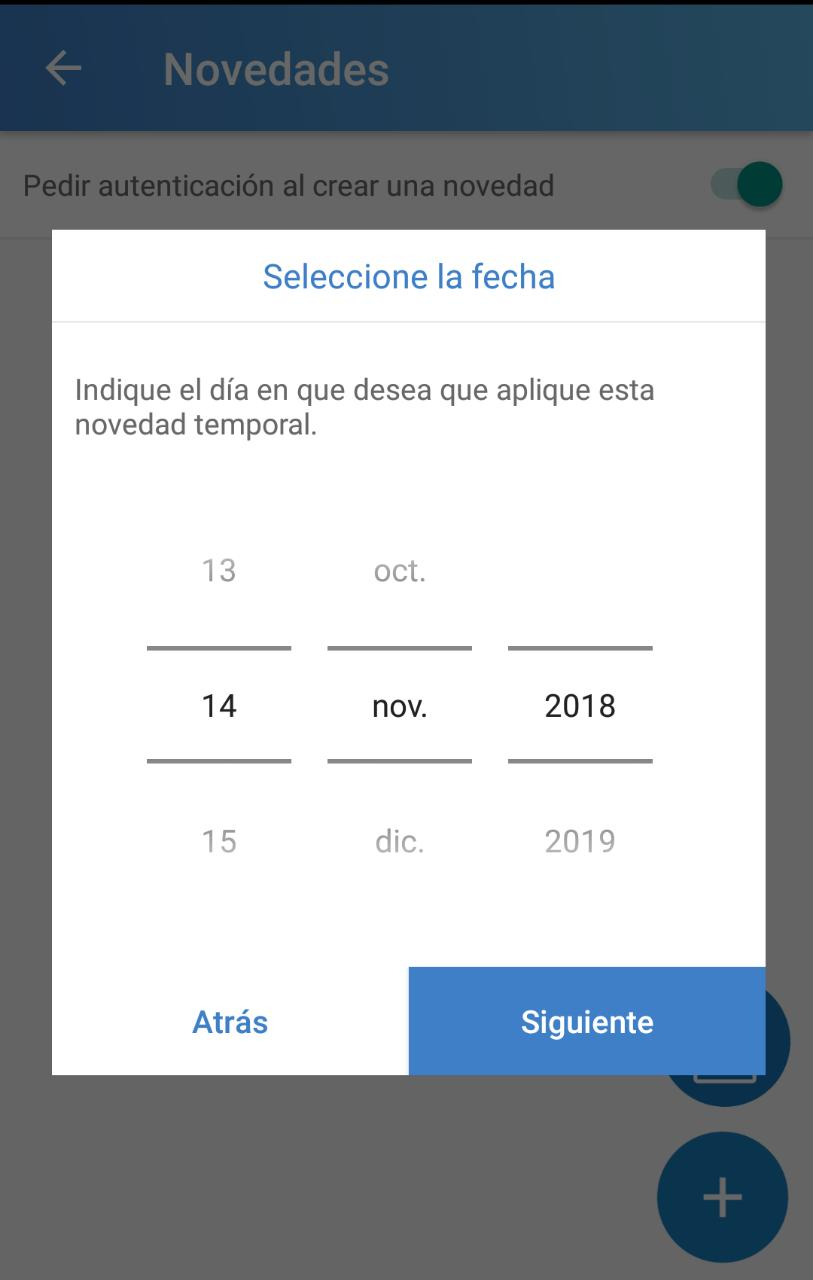 Novedades
Pedir autenticación al crear una novedad
Seleccione la fecha
Indique el día en que desea que aplique esta
novedad temporal.
13 oct.
14 nov. 2018
15 dic. 2019
Atrás Siguiente